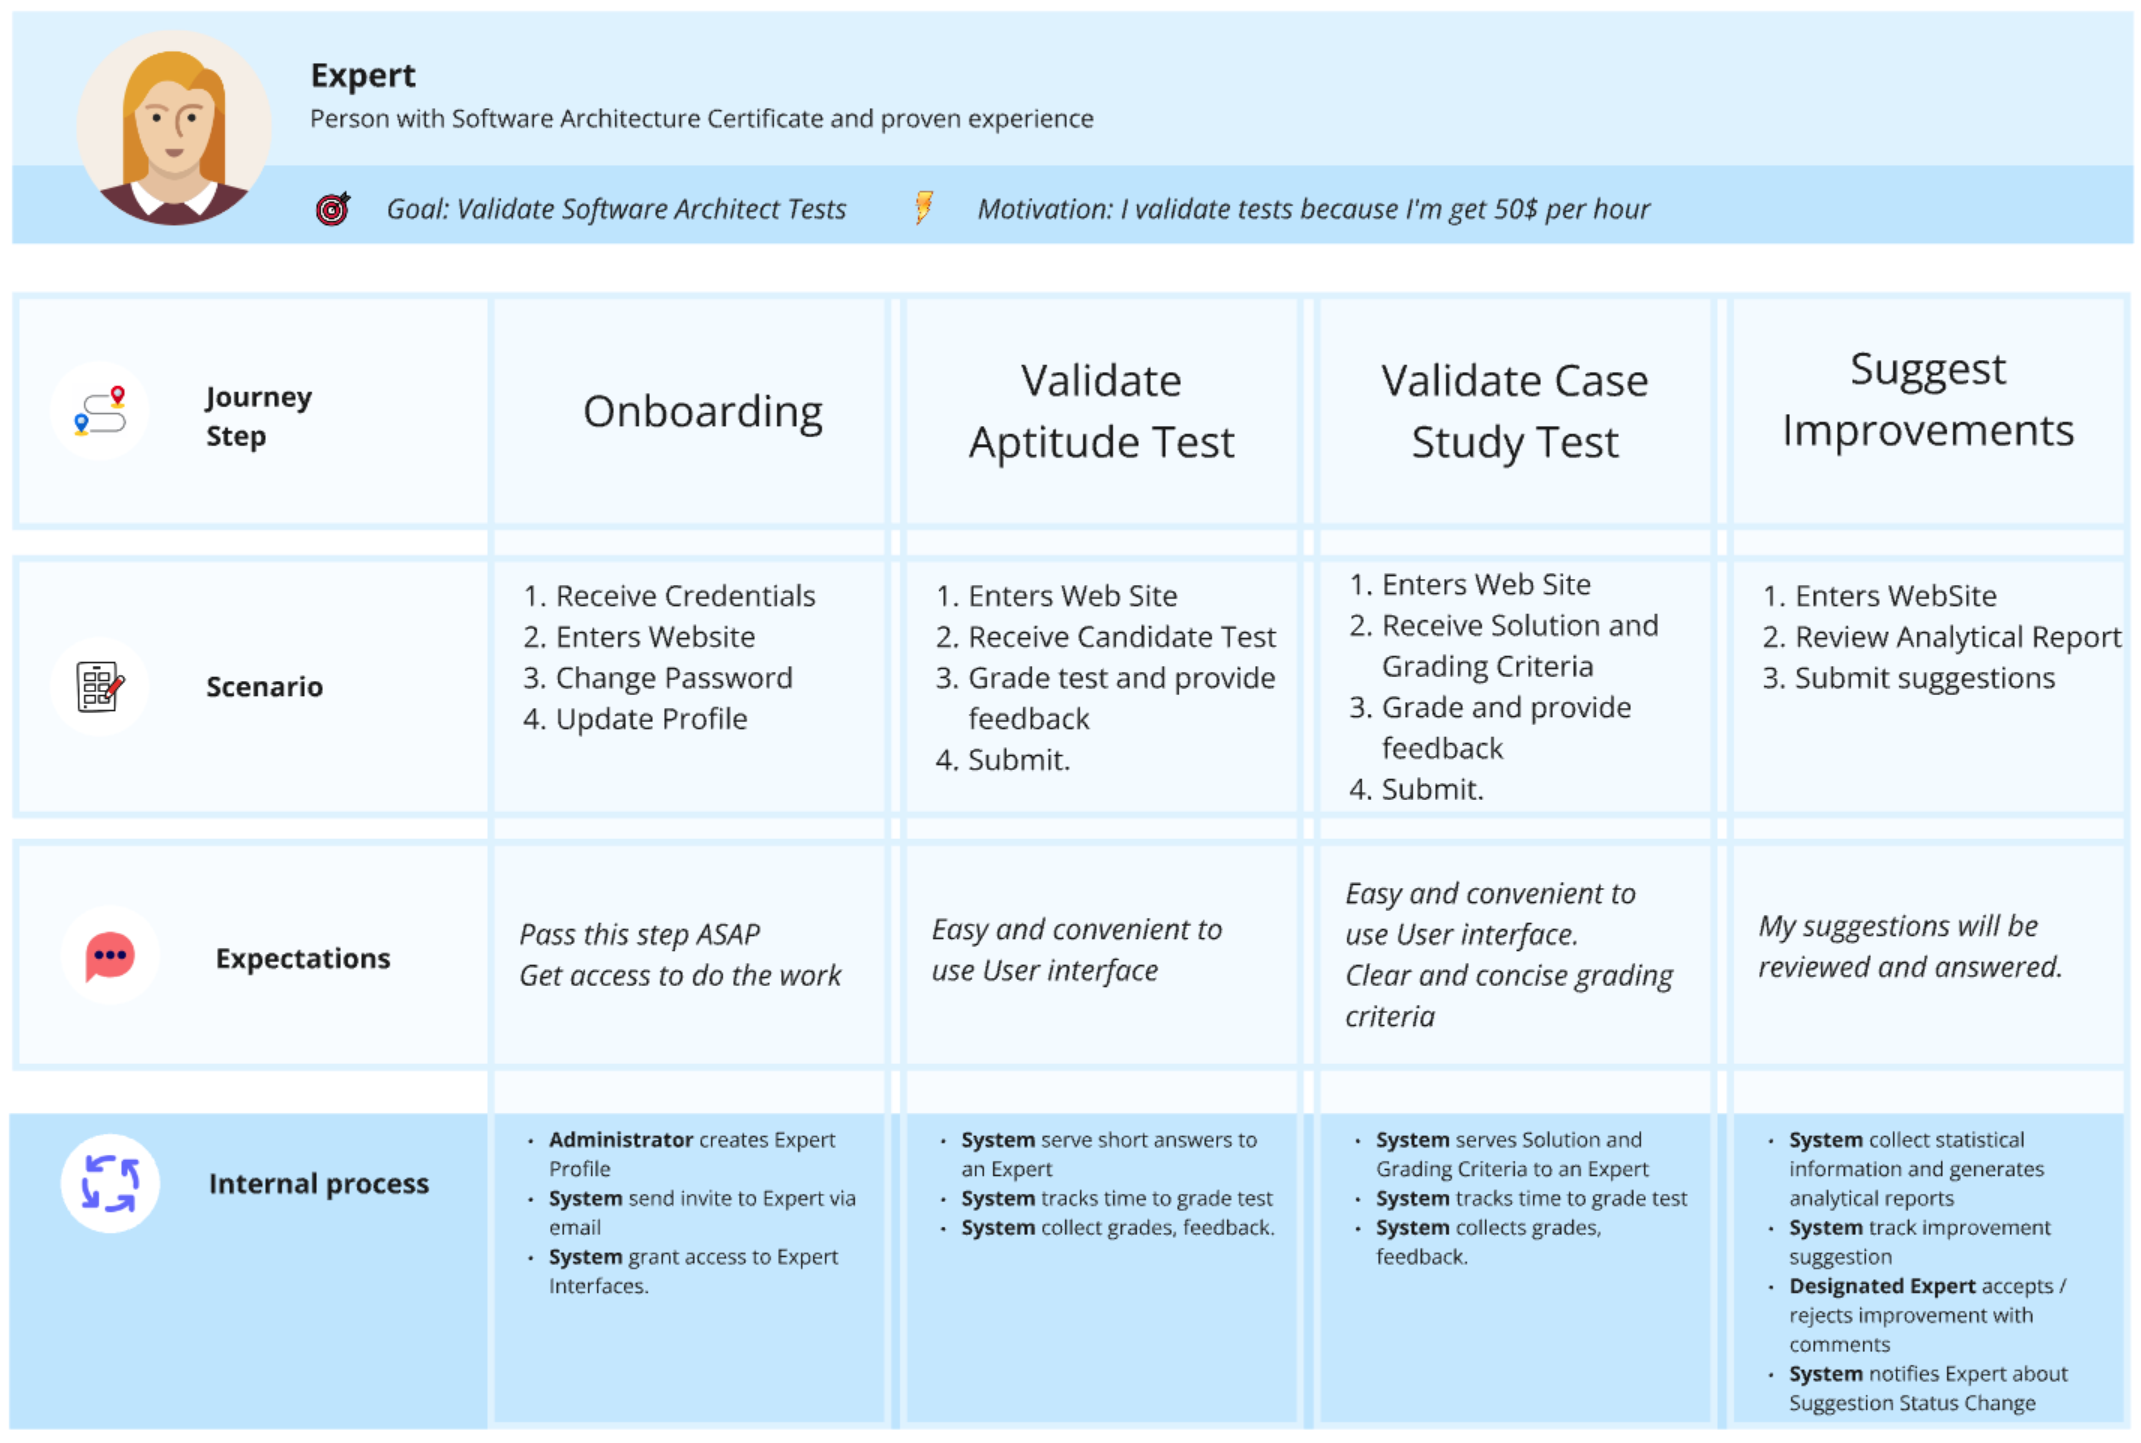 Expert
Person with Software Architecture Certificate and proven experience
Goal: Validate Software Architect Tests
Motivation: I validate tests because I'm get 50$ per hour
Journey
Step
Onboarding
Validate
Aptitude Test
Validate Case
Study Test
Suggest
Improvements
Scenario
1. Receive Credentials
2. Enters Website
3. Change Password
4. Update Profile
1. Enters Web Site
2. Receive Candidate Test
3. Grade test and provide
feedback
4. Submit.
1. Enters Web Site
2. Receive Solution and
Grading Criteria
3. Grade and provide
feedback
4. Submit.
1. Enters WebSite
2. Review Analytical Report
3. Submit suggestions
Expectations
Pass this step ASAP
Get access to do the work
Easy and convenient to
use User interface
Easy and convenient to
use User interface.
Clear and concise grading
criteria
My suggestions will be
reviewed and answered.
Internal process
· Administrator creates Expert
Profile
· System send invite to Expert via
email
· System grant access to Expert
Interfaces.
· System serve short answers to
an Expert
· System tracks time to grade test
· System collect grades, feedback.
· System serves Solution and
Grading Criteria to an Expert
· System tracks time to grade test
· System collects grades,
feedback.
· System collect statistical
information and generates
analytical reports
· System track improvement
suggestion
· Designated Expert accepts /
rejects improvement with
comments
· System notifies Expert about
Suggestion Status Change